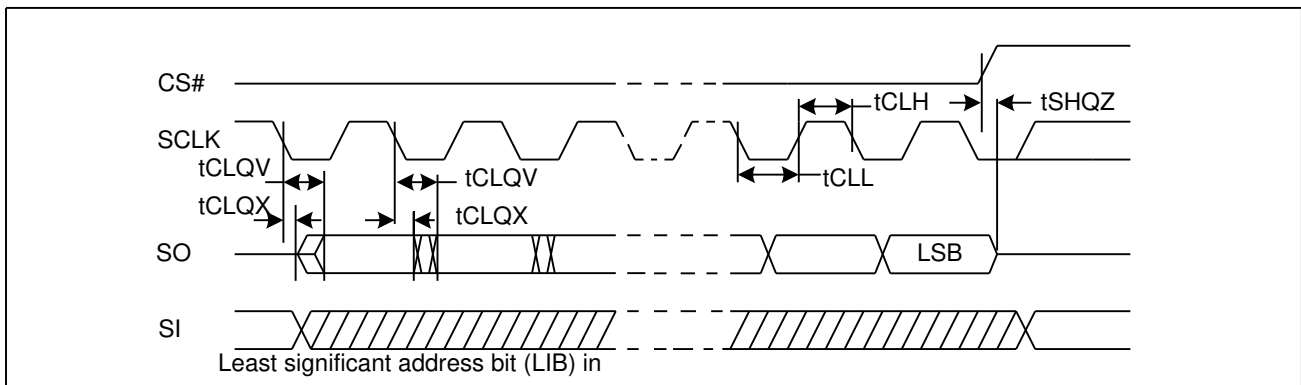 CS#
tCLH
tSHQZ
SCLK
tCLQV
tCLQV
tCLL
tCLQX
tCLQX
SO
LSB
SI
Least significant address bit (LIB) in